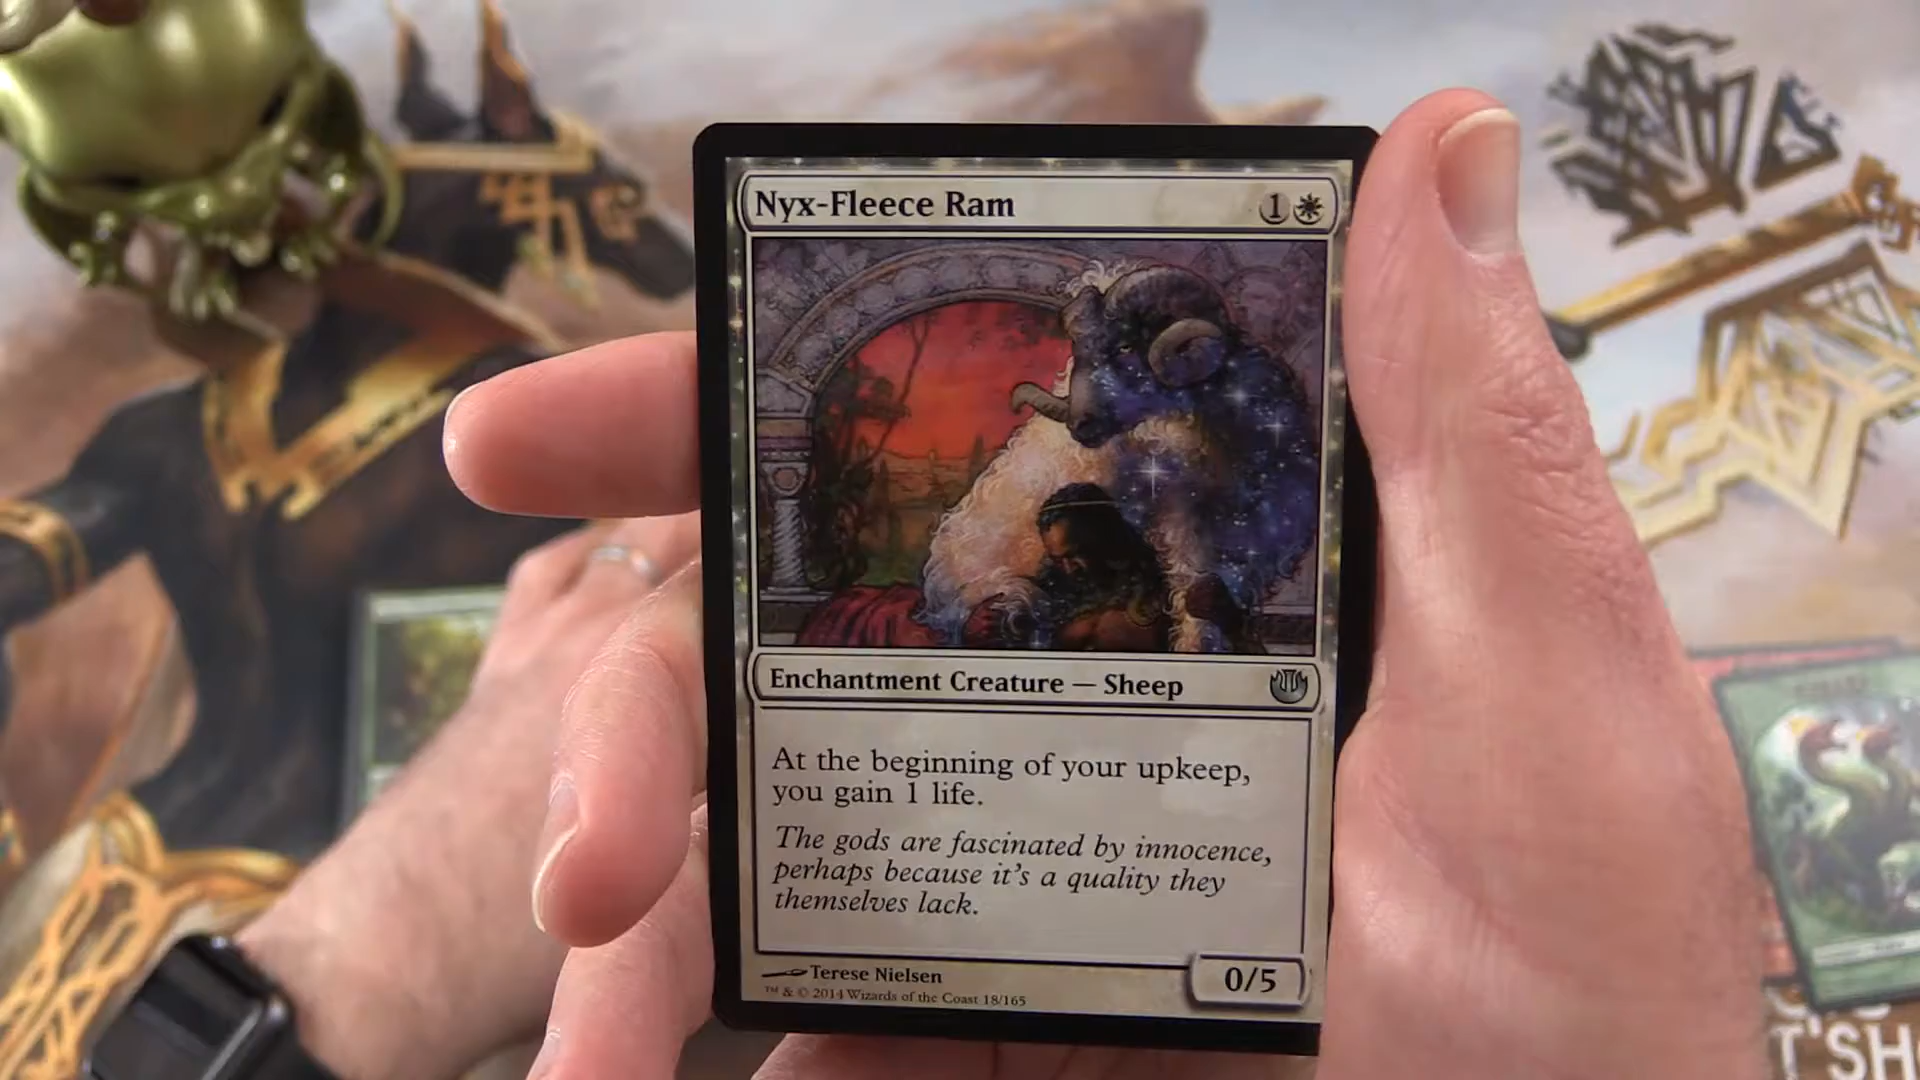 Nyx-Fleece Ram 1
Enchantment Creature — Sheep
At the beginning of your upkeep,
you gain 1 life.
The gods are fascinated by innocence,
perhaps because it's a quality they
themselves lack.
0/5
Terese Nielsen
™ & © 2014 Wizards of the Coast 18/165